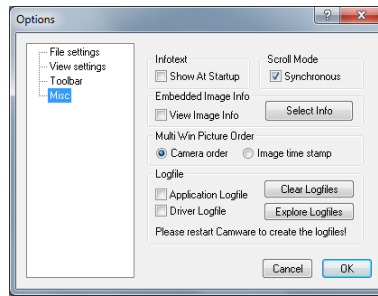 Options
File settings
View settings
Toolbar
Misc
Infotext
Show At Startup
Scroll Mode
Synchronous
Embedded Image Info
View Image Info
Select Info
Multi Win Picture Order
Camera order
Image time stamp
Logfile
Application Logfile
Clear Logfiles
Driver Logfile
Explore Logfiles
Please restart Camware to create the logfiles!
Cancel
OK